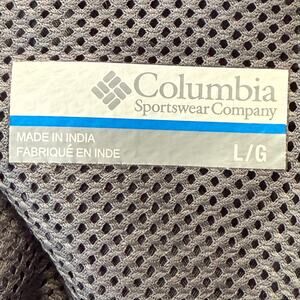 Columbia
Sportswear Company
MADE IN INDIA
FABRIQUÉ EN INDE
L/G